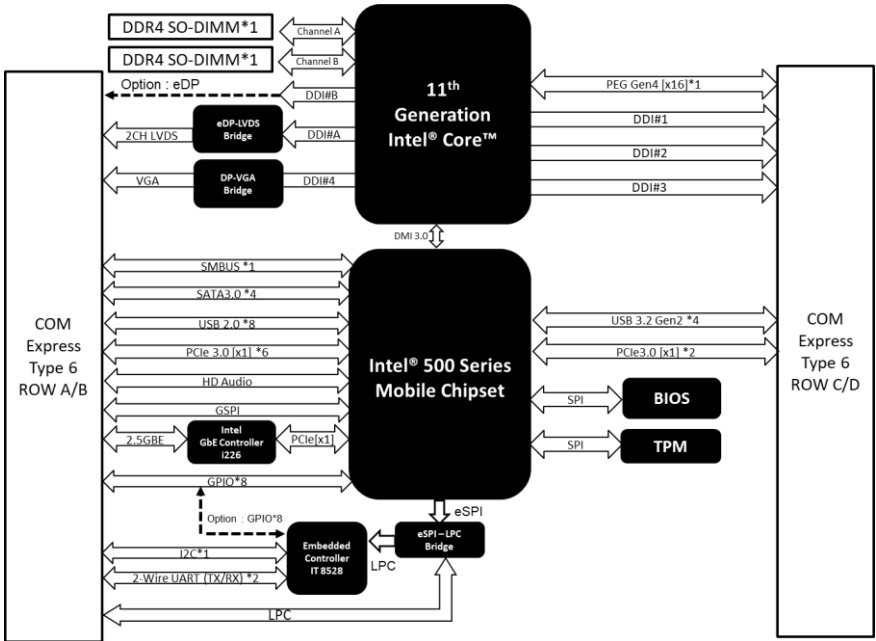 DDR4 SO-DIMM*1
Channel A
DDR4 SO-DIMM*1
Channel B
Option : eDP
DDI#B
eDP-LVDS
Bridge
2CH LVDS
DDI#A
DP-VGA
Bridge
VGA
DDI#4
11th
Generation
Intel® Core™
PEG Gen4 [x16]*1
DDI#1
DDI#2
DDI#3
DMI 3.0
COM
Express
Type 6
ROW A/B
SMBUS *1
SATA3.0 *4
USB 2.0 *8
PCIe 3.0 [x1] *6
HD Audio
GSPI
2.5GBE
Intel
GbE Controller
i226
PCIe[x1]
GPIO*8
Option : GPIO*8
Intel® 500 Series
Mobile Chipset
USB 3.2 Gen2 *4
PCIe3.0 [x1] *2
SPI
BIOS
SPI
TPM
COM
Express
Type 6
ROW C/D
eSPI
eSPI – LPC
Bridge
LPC
Embedded
Controller
IT 8528
I2C*1
2-Wire UART (TX/RX) *2
LPC